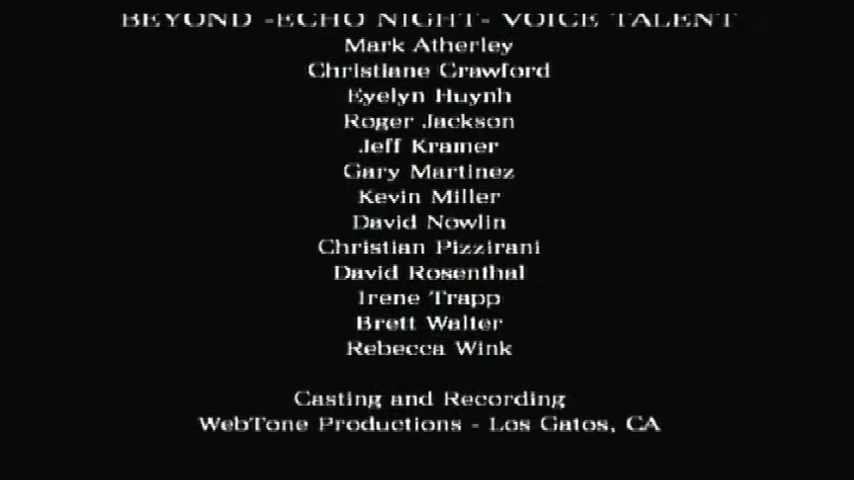 BEYOND -ECHO NIGHT- VOICE TALENT
Mark Atherley
Christiane Crawford
Eyelyn Huynh
Roger Jackson
Jeff Kramer
Gary Martinez
Kevin Miller
David Nowlin
Christian Pizzirani
David Rosenthal
Irene Trapp
Brett Walter
Rebecca Wink
Casting and Recording
WebTone Productions - Los Gatos, CA